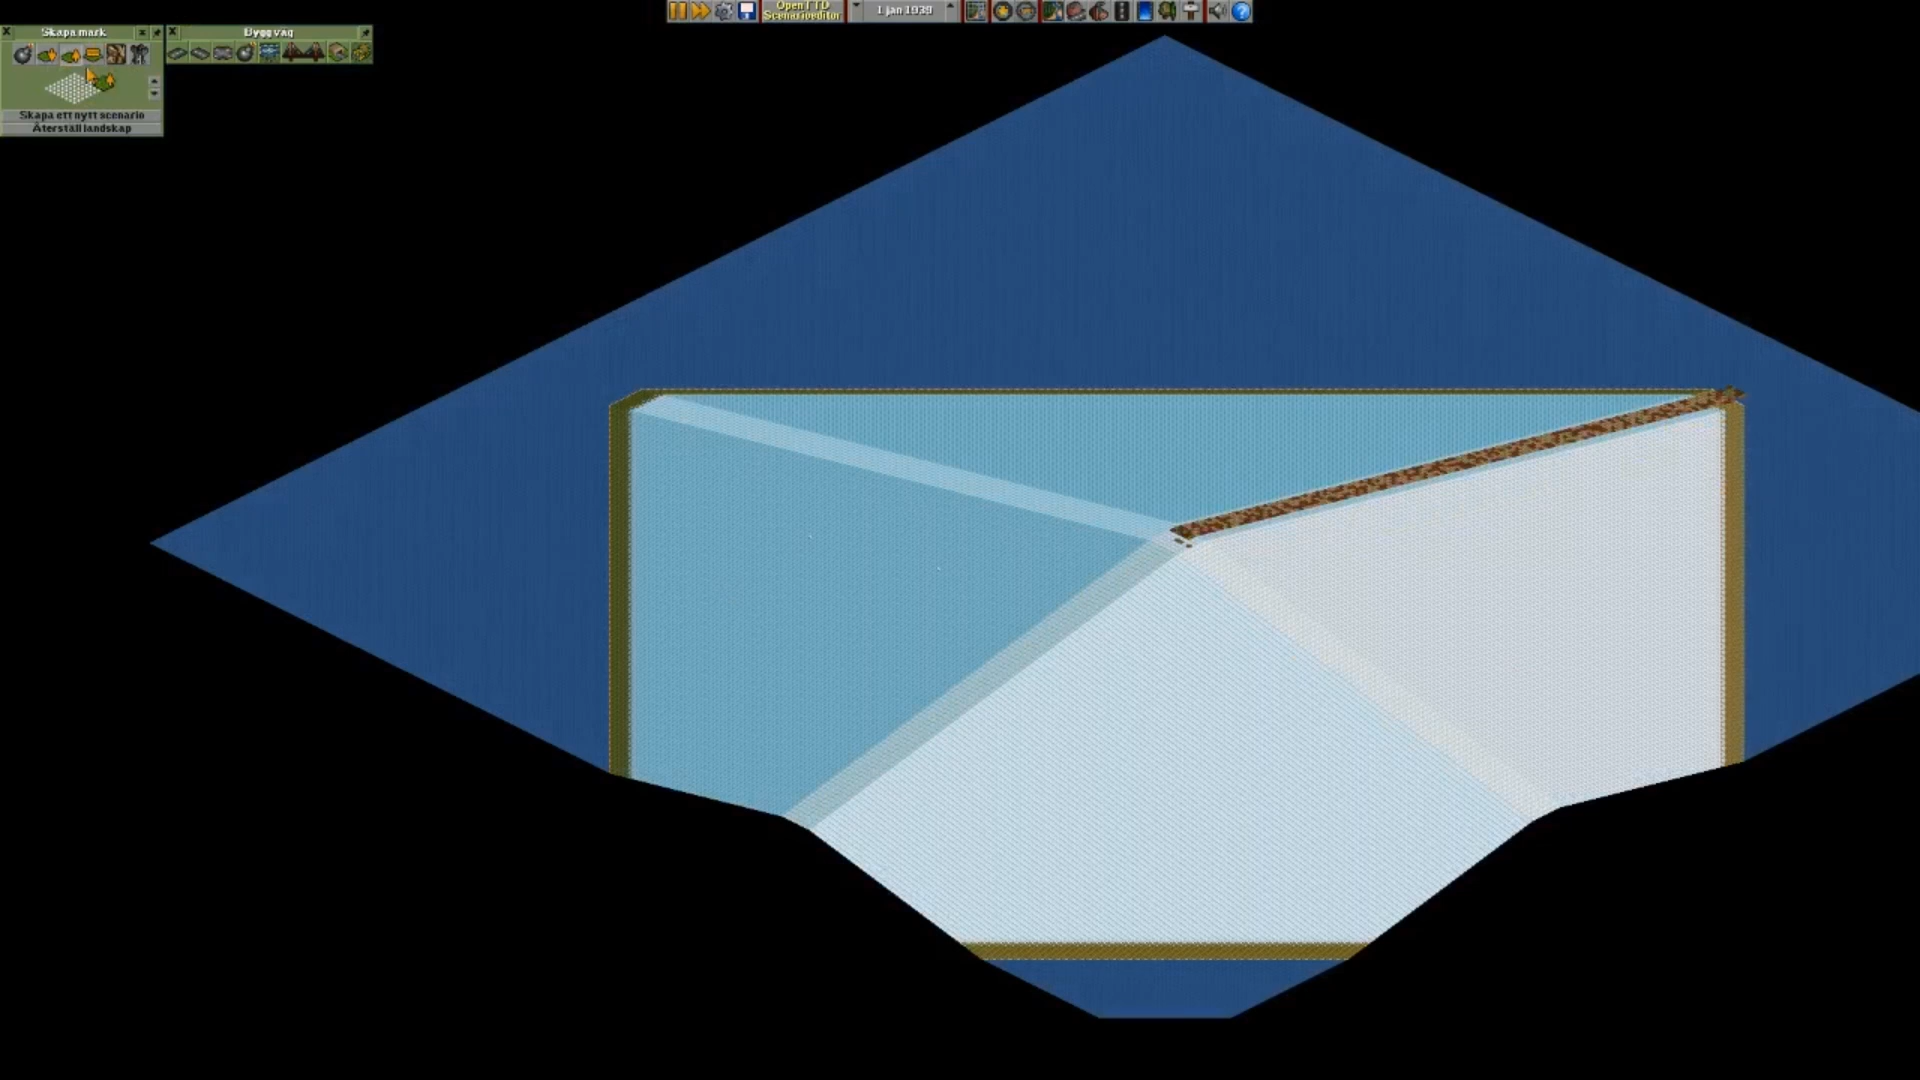 Skapa mark
Bygg väg
OpenTTD
Scenarioeditor
1 jan 1939
Skapa ett nytt scenario
Återställ landskap